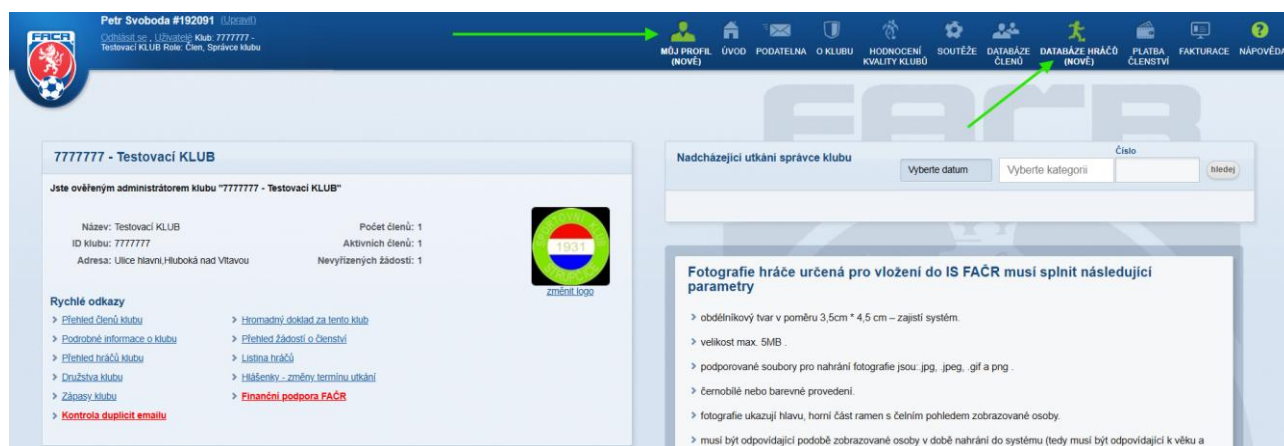 Petr Svoboda #192091 (Upravit)
Odhlásit se , Uživatelé Klub: 7777777 -
Testovací KLUB Role: Člen, Správce klubu
FAČR
MŮJ PROFIL (NOVĚ)
ÚVOD
PODATELNA
O KLUBU
HODNOCENÍ KVALITY KLUBŮ
SOUTĚŽE
DATABÁZE ČLENŮ
DATABÁZE HRÁČŮ (NOVĚ)
PLATBA ČLENSTVÍ
FAKTURACE
NÁPOVĚDA
FAČR
7777777 - Testovací KLUB
Jste ověřeným administrátorem klubu "7777777 - Testovací KLUB"
Název: Testovací KLUB
Počet členů: 1
ID klubu: 7777777
Aktivních členů: 1
Adresa: Ulice hlavni,Hluboká nad Vltavou
Nevyřízených žádostí: 1
SPORTOVNÍ KLUB
1931
změnit logo
Rychlé odkazy
Přehled členů klubu
Hromadný doklad za tento klub
Podrobné informace o klubu
Přehled žádostí o členství
Přehled hráčů klubu
Listina hráčů
Družstva klubu
Hlášenky - změny termínu utkání
Zápasy klubu
Finanční podpora FAČR
Kontrola duplicit emailu
Nadcházející utkání správce klubu
Vyberte datum
Vyberte kategorii
Číslo
hledej
Fotografie hráče určená pro vložení do IS FAČR musí splnit následující
parametry
obdélníkový tvar v poměru 3,5cm * 4,5 cm – zajistí systém.
velikost max. 5MB .
podporované soubory pro nahrání fotografie jsou:.jpg, .jpeg, .gif a png .
černobílé nebo barevné provedení.
fotografie ukazují hlavu, horní část ramen s čelním pohledem zobrazované osoby.
musí být odpovídající podobě zobrazované osoby v době nahrání do systému (tedy musí být odpovídající k věku a